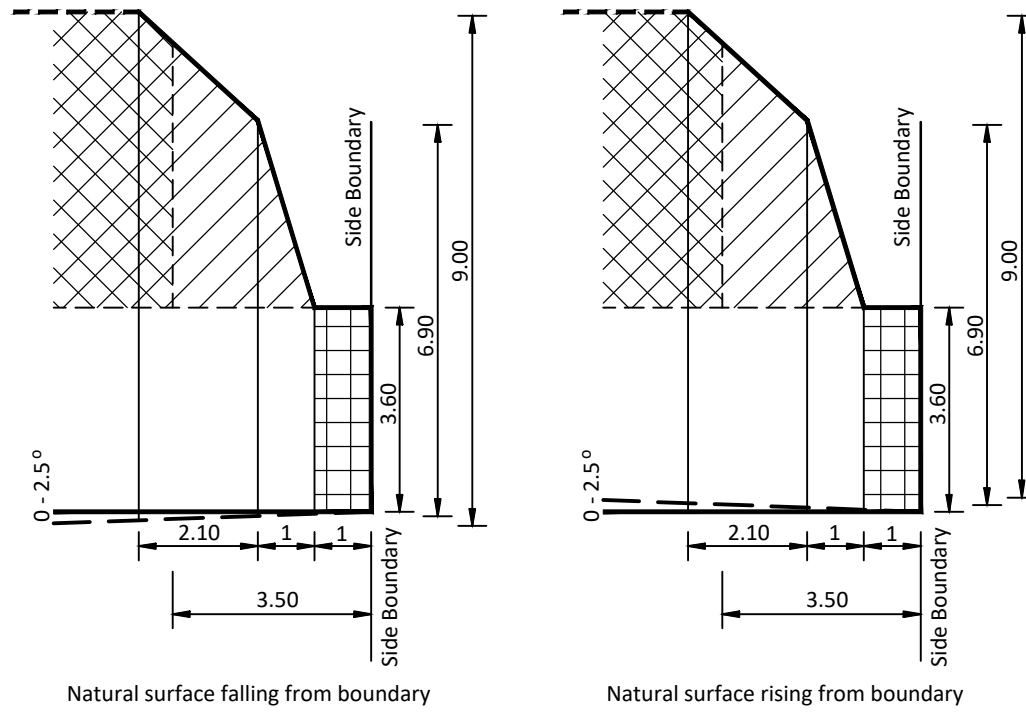 Side Boundary
9.00
6.90
3.60
0 - 2.5 °
2.10
1
1
3.50
Side Boundary
Natural surface falling from boundary
Side Boundary
9.00
6.90
3.60
0 - 2.5 °
2.10
1
1
3.50
Side Boundary
Natural surface rising from boundary